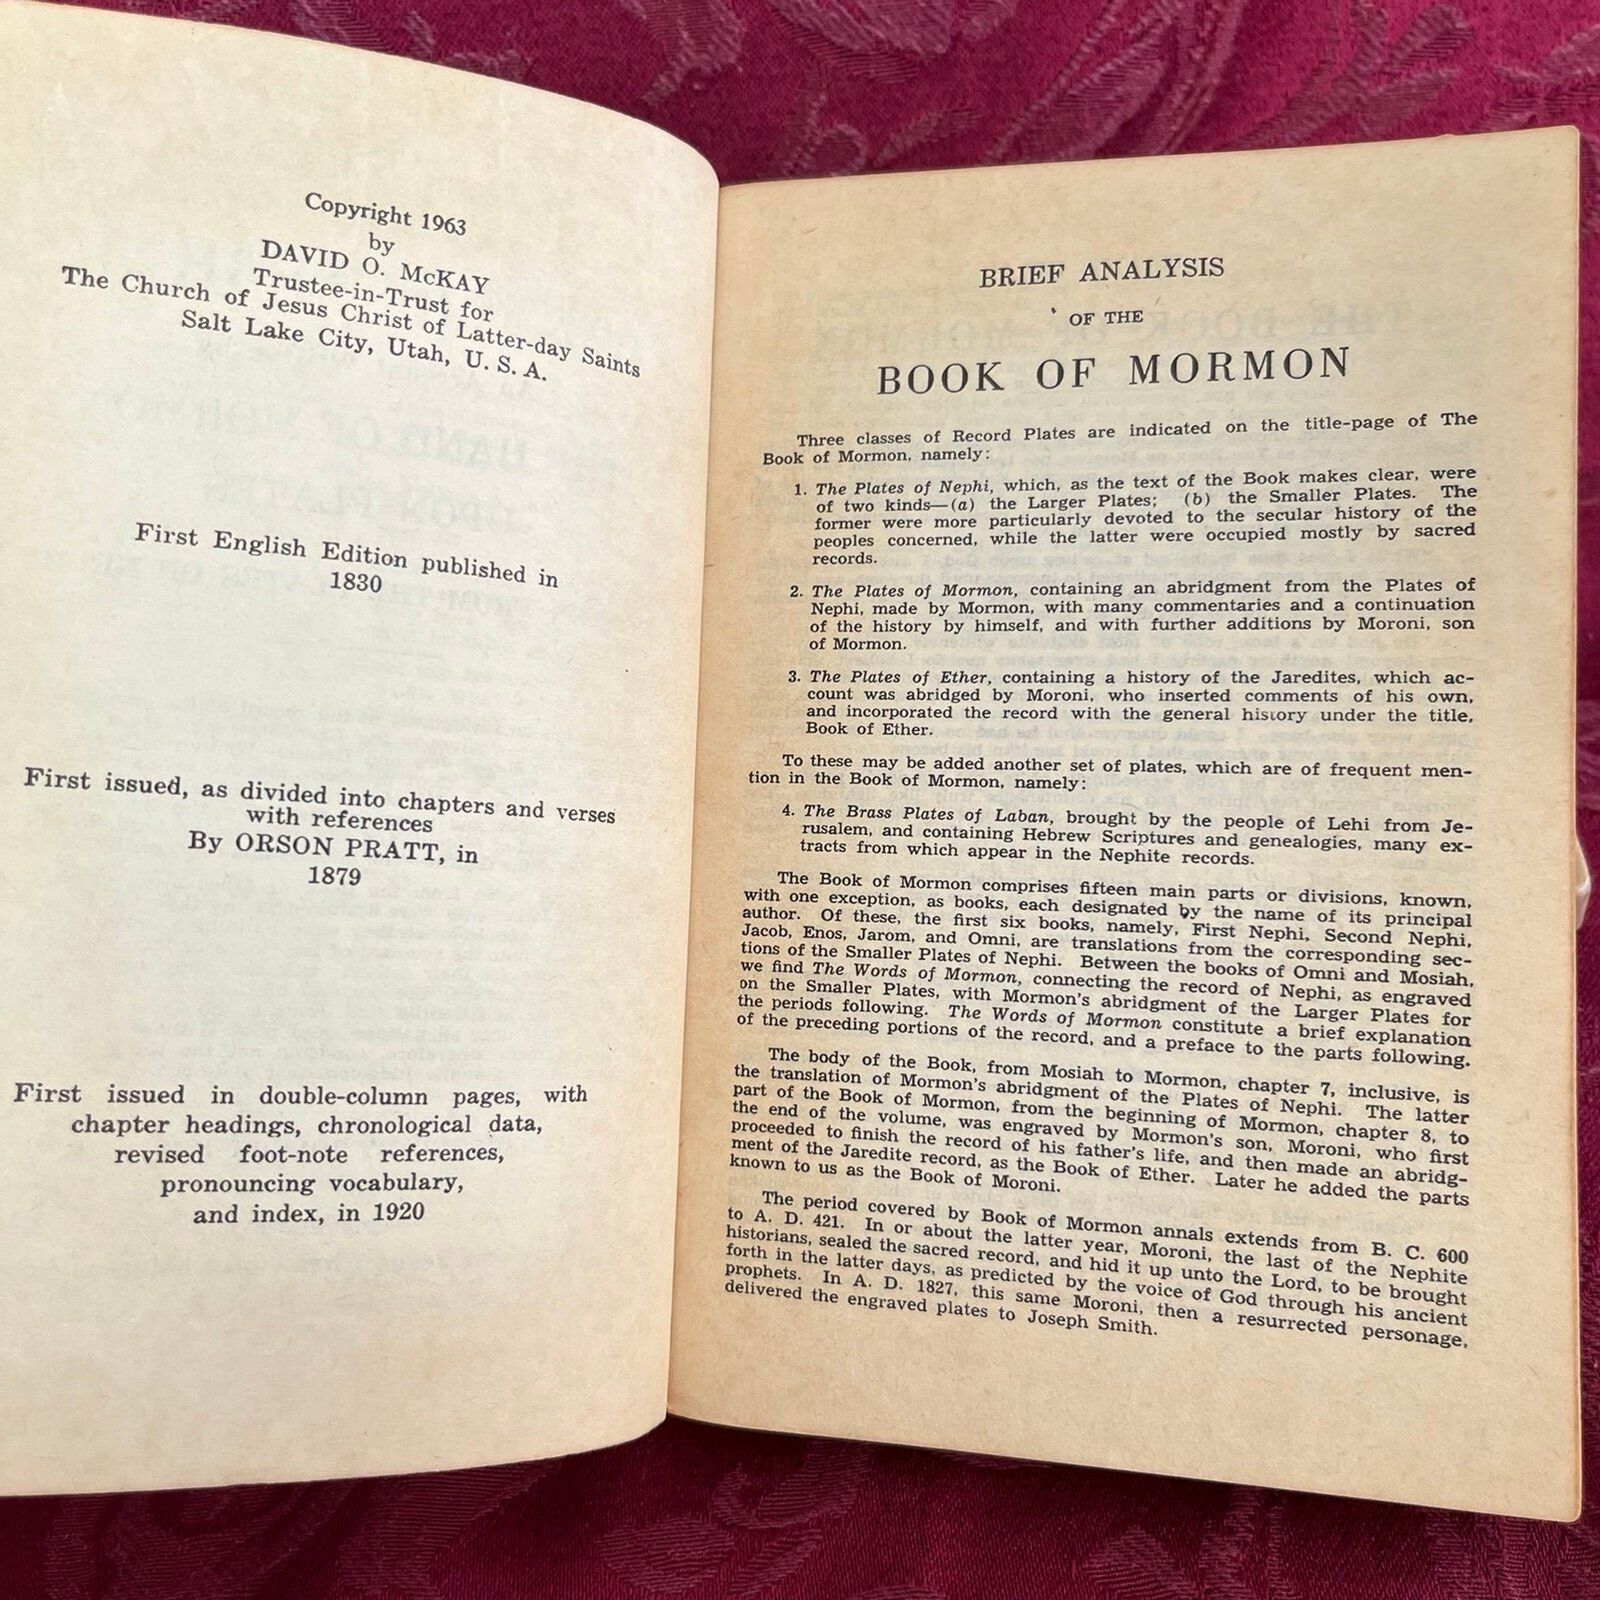 Copyright 1963
by
DAVID O. McKAY
Trustee-in-Trust for
The Church of Jesus Christ of Latter-day Saints
Salt Lake City, Utah, U. S. A.
First English Edition published in
1830
First issued, as divided into chapters and verses
with references
By ORSON PRATT, in
1879
First issued in double-column pages, with
chapter headings, chronological data,
revised foot-note references,
pronouncing vocabulary,
and index, in 1920
BRIEF ANALYSIS
OF THE
BOOK OF MORMON
Three classes of Record Plates are indicated on the title-page of The
Book of Mormon, namely:
1. The Plates of Nephi, which, as the text of the Book makes clear, were
of two kinds—(a) the Larger Plates; (b) the Smaller Plates. The
former were more particularly devoted to the secular history of the
peoples concerned, while the latter were occupied mostly by sacred
records.
2. The Plates of Mormon, containing an abridgment from the Plates of
Nephi, made by Mormon, with many commentaries and a continuation
of the history by himself, and with further additions by Moroni, son
of Mormon.
3. The Plates of Ether, containing a history of the Jaredites, which ac-
count was abridged by Moroni, who inserted comments of his own,
and incorporated the record with the general history under the title,
Book of Ether.
To these may be added another set of plates, which are of frequent men-
tion in the Book of Mormon, namely:
4. The Brass Plates of Laban, brought by the people of Lehi from Je-
rusalem, and containing Hebrew Scriptures and genealogies, many ex-
tracts from which appear in the Nephite records.
The Book of Mormon comprises fifteen main parts or divisions, known,
with one exception, as books, each designated by the name of its principal
author. Of these, the first six books, namely, First Nephi, Second Nephi,
Jacob, Enos, Jarom, and Omni, are translations from the corresponding sec-
tions of the Smaller Plates of Nephi. Between the books of Omni and Mosiah,
we find The Words of Mormon, connecting the record of Nephi, as engraved
on the Smaller Plates, with Mormon's abridgment of the Larger Plates for
the periods following. The Words of Mormon constitute a brief explanation
of the preceding portions of the record, and a preface to the parts following.
The body of the Book, from Mosiah to Mormon, chapter 7, inclusive, is
the translation of Mormon's abridgment of the Plates of Nephi. The latter
part of the Book of Mormon, from the beginning of Mormon, chapter 8, to
the end of the volume, was engraved by Mormon's son, Moroni, who first
proceeded to finish the record of his father's life, and then made an abridg-
ment of the Jaredite record, as the Book of Ether. Later he added the parts
known to us as the Book of Moroni.
The period covered by Book of Mormon annals extends from B. C. 600
to A. D. 421. In or about the latter year, Moroni, the last of the Nephite
historians, sealed the sacred record, and hid it up unto the Lord, to be brought
forth in the latter days, as predicted by the voice of God through his ancient
prophets. In A. D. 1827, this same Moroni, then a resurrected personage,
delivered the engraved plates to Joseph Smith.